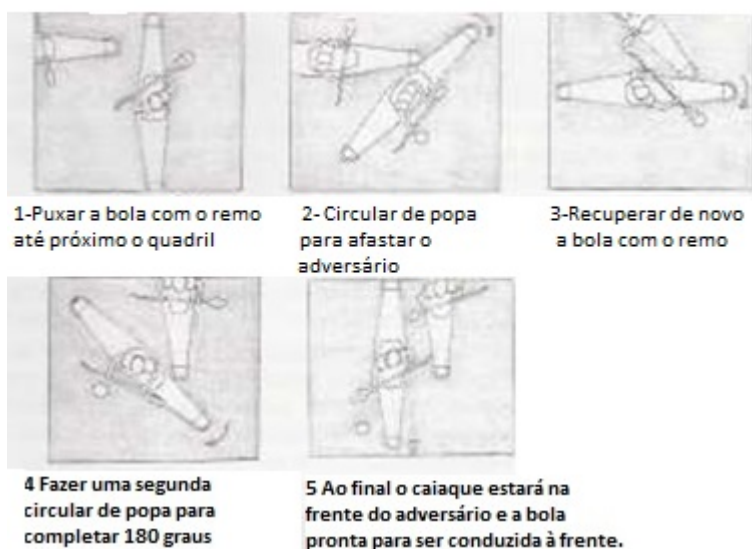 1-Puxar a bola com o remo
até próximo o quadril
2- Circular de popa
para afastar o
adversário
3-Recuperar de novo
a bola com o remo
4 Fazer uma segunda
circular de popa para
completar 180 graus
5 Ao final o caiaque estará na
frente do adversário e a bola
pronta para ser conduzida à frente.